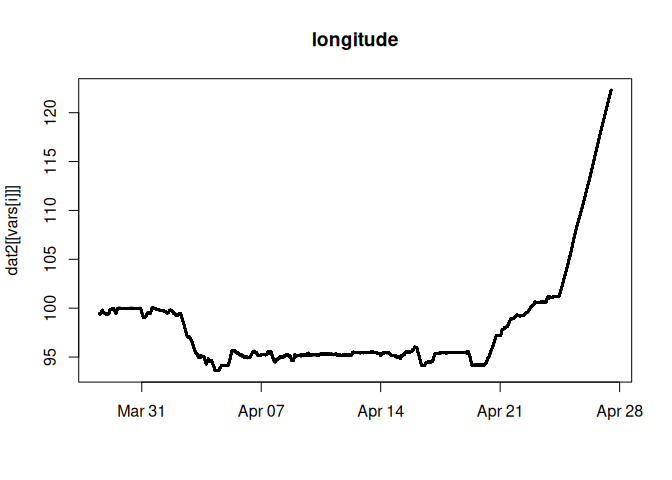 longitude
dat2[[vars[i]]]
120
115
110
105
100
95
Mar 31
Apr 07
Apr 14
Apr 21
Apr 28